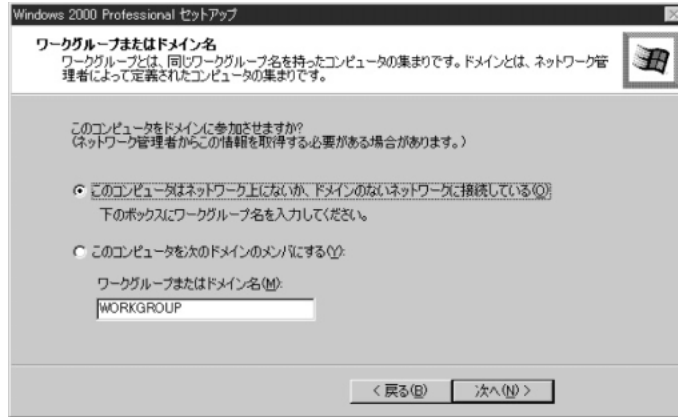 Windows 2000 Professional セットアップ
ワークグループまたはドメイン名
ワークグループとは、同じワークグループ名を持ったコンピュータの集まりです。ドメインとは、ネットワーク管
理者によって定義されたコンピュータの集まりです。
このコンピュータをドメインに参加させますか?
(ネットワーク管理者からこの情報を取得する必要がある場合があります。)
このコンピュータはネットワーク上にないか、ドメインのないネットワークに接続している(O)
下のボックスにワークグループ名を入力してください。
このコンピュータを次のドメインのメンバにする(Y):
ワークグループまたはドメイン名(M):
WORKGROUP
< 戻る(B)
次へ(N) >